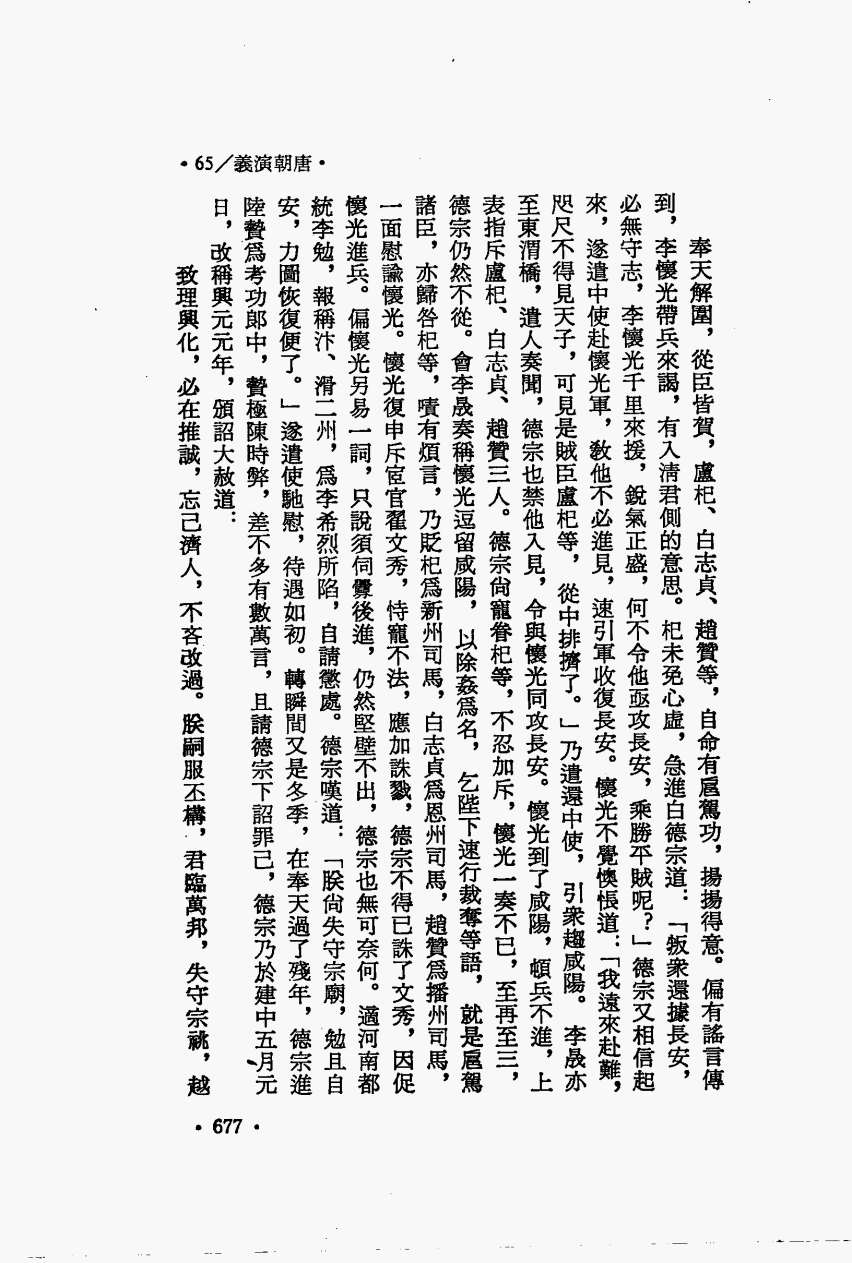 ·65／義演朝唐·
奉天解圍，從臣皆賀，盧杞、白志貞、趙贊等，自命有扈駕功，揚揚得意。偏有謠言傳
到，李懷光帶兵來謁，有入淸君側的意思。杞未免心虛，急進白德宗道：「叛衆還據長安，
必無守志，李懷光千里來援，銳氣正盛，何不令他亟攻長安，乘勝平賊呢？」德宗又相信起
來，遂遣中使赴懷光軍，敎他不必進見，速引軍收復長安。懷光不覺懊悵道：「我遠來赴難，
咫尺不得見天子，可見是賊臣盧杞等，從中排擠了。」乃遣還中使，引衆趨咸陽。李晟亦
至東渭橋，遣人奏聞，德宗也禁他入見，令與懷光同攻長安。懷光到了咸陽，頓兵不進，上
表指斥盧杞、白志貞、趙贊三人。德宗尙寵眷杞等，不忍加斥，懷光一奏不已，至再至三，
德宗仍然不從。會李晟奏稱懷光逗留咸陽，以除姦爲名，乞陛下速行裁奪等語，就是扈駕
諸臣，亦歸咎杞等，嘖有煩言，乃貶杞爲新州司馬，白志貞爲恩州司馬，趙贊爲播州司馬，
一面慰諭懷光。懷光復申斥宦官翟文秀，恃寵不法，應加誅戮，德宗不得已誅了文秀，因促
懷光進兵。偏懷光另易一詞，只說須伺釁後進，仍然堅壁不出，德宗也無可奈何。適河南都
統李勉，報稱汴、滑二州，爲李希烈所陷，自請懲處。德宗嘆道：「朕尙失守宗廟，勉且自
安，力圖恢復便了。」遂遣使馳慰，待遇如初。轉瞬間又是冬季，在奉天過了殘年，德宗進
陸贄爲考功郎中，贄極陳時弊，差不多有數萬言，且請德宗下詔罪己，德宗乃於建中五月元
日，改稱興元元年，頒詔大赦道：
致理興化，必在推誠，忘己濟人，不吝改過。朕嗣服丕構，君臨萬邦，失守宗祧，越
·677·